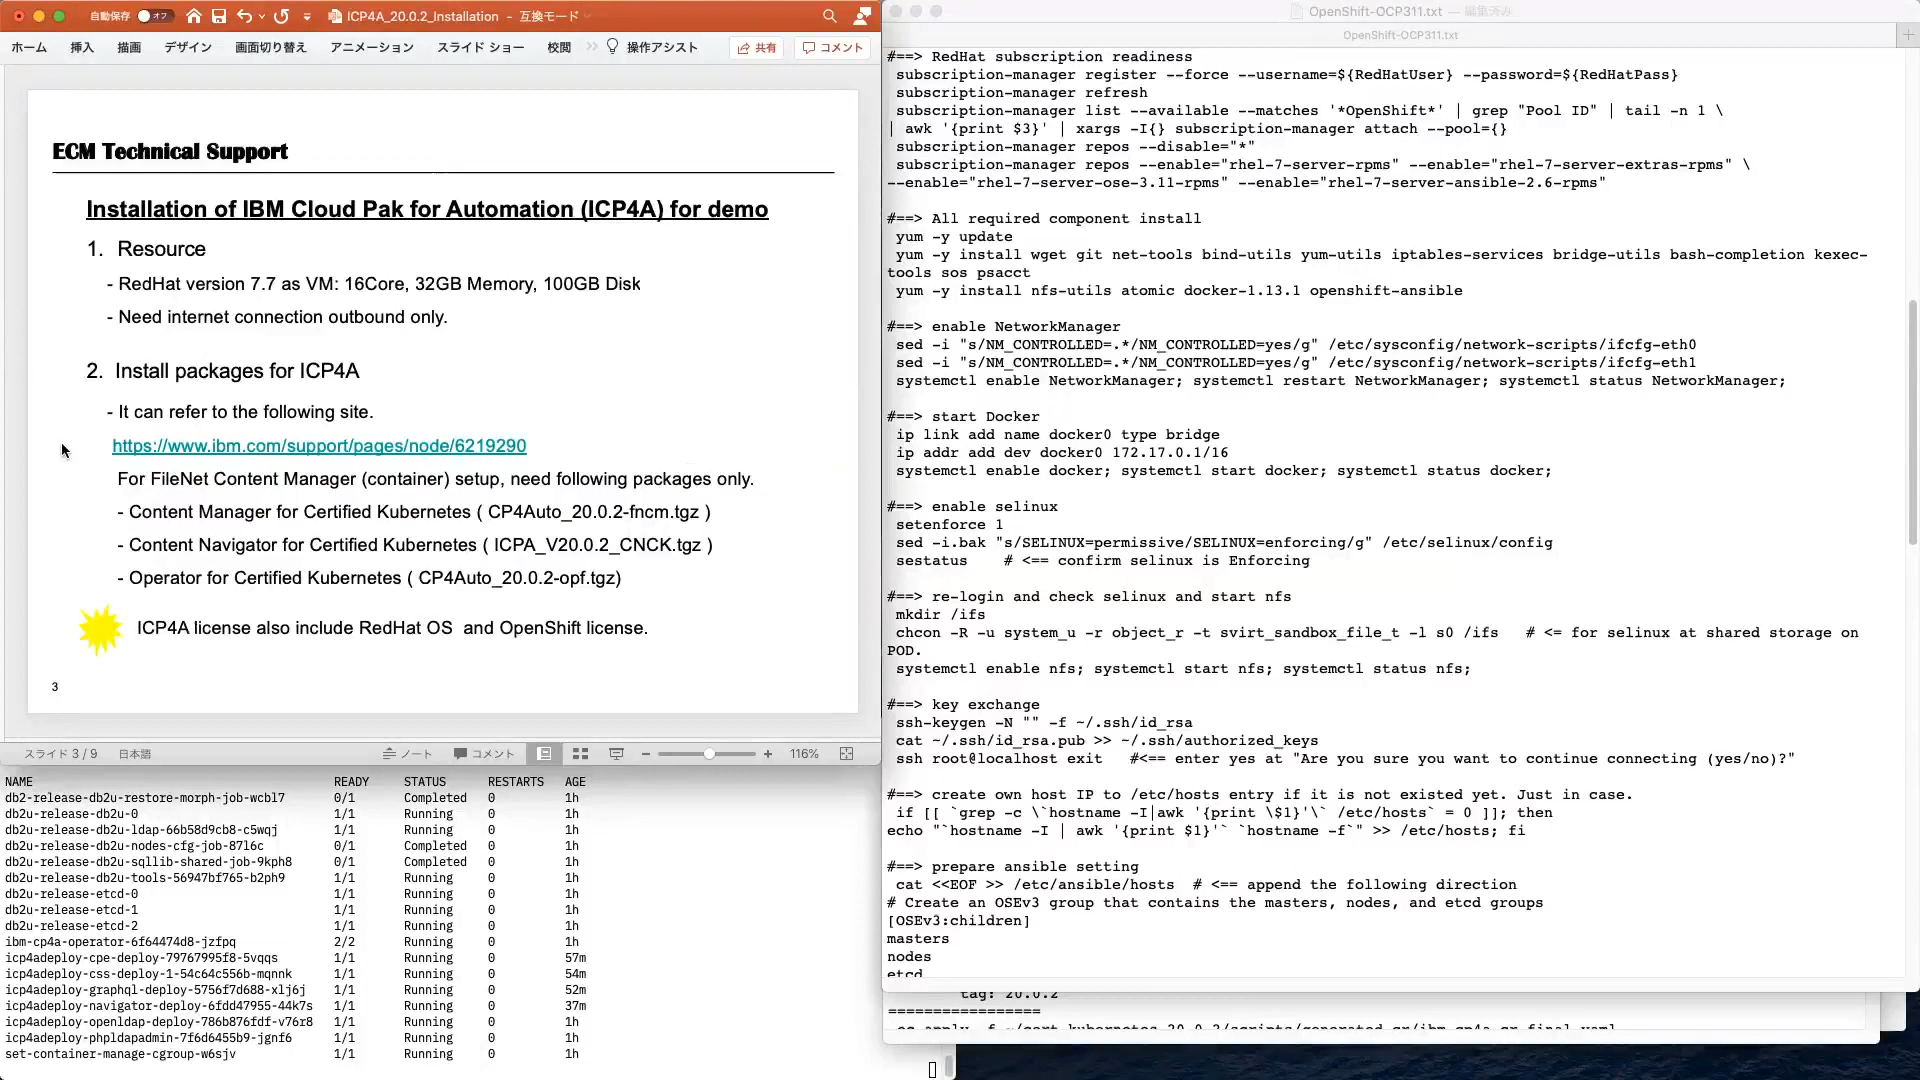 自動保存 オフ
ICP4A_20.0.2_Installation - 互換モード
ホーム 挿入 描画 デザイン 画面切り替え アニメーション スライド ショー 校閲 操作アシスト 共有 コメント
ECM Technical Support
Installation of IBM Cloud Pak for Automation (ICP4A) for demo
1. Resource
- RedHat version 7.7 as VM: 16Core, 32GB Memory, 100GB Disk
- Need internet connection outbound only.
2. Install packages for ICP4A
- It can refer to the following site.
https://www.ibm.com/support/pages/node/6219290
For FileNet Content Manager (container) setup, need following packages only.
- Content Manager for Certified Kubernetes ( CP4Auto_20.0.2-fncm.tgz )
- Content Navigator for Certified Kubernetes ( ICPA_V20.0.2_CNCK.tgz )
- Operator for Certified Kubernetes ( CP4Auto_20.0.2-opf.tgz)
ICP4A license also include RedHat OS and OpenShift license.
3
スライド 3 / 9 日本語 ノート コメント 116%
NAME READY STATUS RESTARTS AGE
db2-release-db2u-restore-morph-job-wcbl7 0/1 Completed 0 1h
db2u-release-db2u-0 1/1 Running 0 1h
db2u-release-db2u-ldap-66b58d9cb8-c5wqj 1/1 Running 0 1h
db2u-release-db2u-nodes-cfg-job-87l6c 0/1 Completed 0 1h
db2u-release-db2u-sqllib-shared-job-9kph8 0/1 Completed 0 1h
db2u-release-db2u-tools-56947bf765-b2ph9 1/1 Running 0 1h
db2u-release-etcd-0 1/1 Running 0 1h
db2u-release-etcd-1 1/1 Running 0 1h
db2u-release-etcd-2 1/1 Running 0 1h
ibm-cp4a-operator-6f64474d8-jzfpq 2/2 Running 0 1h
icp4adeploy-cpe-deploy-79767995f8-5vqqs 1/1 Running 0 57m
icp4adeploy-css-deploy-1-54c64c556b-mqnnk 1/1 Running 0 54m
icp4adeploy-graphql-deploy-5756f7d688-xlj6j 1/1 Running 0 52m
icp4adeploy-navigator-deploy-6fdd47955-44k7s 1/1 Running 0 37m
icp4adeploy-openldap-deploy-786b876fdf-v76r8 1/1 Running 0 1h
icp4adeploy-phpldapadmin-7f6d6455b9-jgnf6 1/1 Running 0 1h
set-container-manage-cgroup-w6sjv 1/1 Running 0 1h
OpenShift-OCP311.txt — 編集済み
OpenShift-OCP311.txt
#==> RedHat subscription readiness
subscription-manager register --force --username=${RedHatUser} --password=${RedHatPass}
subscription-manager refresh
subscription-manager list --available --matches '*OpenShift*' | grep "Pool ID" | tail -n 1 \
| awk '{print $3}' | xargs -I{} subscription-manager attach --pool={}
subscription-manager repos --disable="*"
subscription-manager repos --enable="rhel-7-server-rpms" --enable="rhel-7-server-extras-rpms" \
--enable="rhel-7-server-ose-3.11-rpms" --enable="rhel-7-server-ansible-2.6-rpms"
#==> All required component install
yum -y update
yum -y install wget git net-tools bind-utils yum-utils iptables-services bridge-utils bash-completion kexec-
tools sos psacct
yum -y install nfs-utils atomic docker-1.13.1 openshift-ansible
#==> enable NetworkManager
sed -i "s/NM_CONTROLLED=.*/NM_CONTROLLED=yes/g" /etc/sysconfig/network-scripts/ifcfg-eth0
sed -i "s/NM_CONTROLLED=.*/NM_CONTROLLED=yes/g" /etc/sysconfig/network-scripts/ifcfg-eth1
systemctl enable NetworkManager; systemctl restart NetworkManager; systemctl status NetworkManager;
#==> start Docker
ip link add name docker0 type bridge
ip addr add dev docker0 172.17.0.1/16
systemctl enable docker; systemctl start docker; systemctl status docker;
#==> enable selinux
setenforce 1
sed -i.bak "s/SELINUX=permissive/SELINUX=enforcing/g" /etc/selinux/config
sestatus # <== confirm selinux is Enforcing
#==> re-login and check selinux and start nfs
mkdir /ifs
chcon -R -u system_u -r object_r -t svirt_sandbox_file_t -l s0 /ifs # <= for selinux at shared storage on
POD.
systemctl enable nfs; systemctl start nfs; systemctl status nfs;
#==> key exchange
ssh-keygen -N "" -f ~/.ssh/id_rsa
cat ~/.ssh/id_rsa.pub >> ~/.ssh/authorized_keys
ssh root@localhost exit #<== enter yes at "Are you sure you want to continue connecting (yes/no)?"
#==> create own host IP to /etc/hosts entry if it is not existed yet. Just in case.
if [[ `grep -c \`hostname -I|awk '{print \$1}'\` /etc/hosts` = 0 ]]; then
echo "`hostname -I | awk '{print $1}'` `hostname -f`" >> /etc/hosts; fi
#==> prepare ansible setting
cat <<EOF >> /etc/ansible/hosts # <== append the following direction
# Create an OSEv3 group that contains the masters, nodes, and etcd groups
[OSEv3:children]
masters
nodes
etcd
tag: 20.0.2
=================